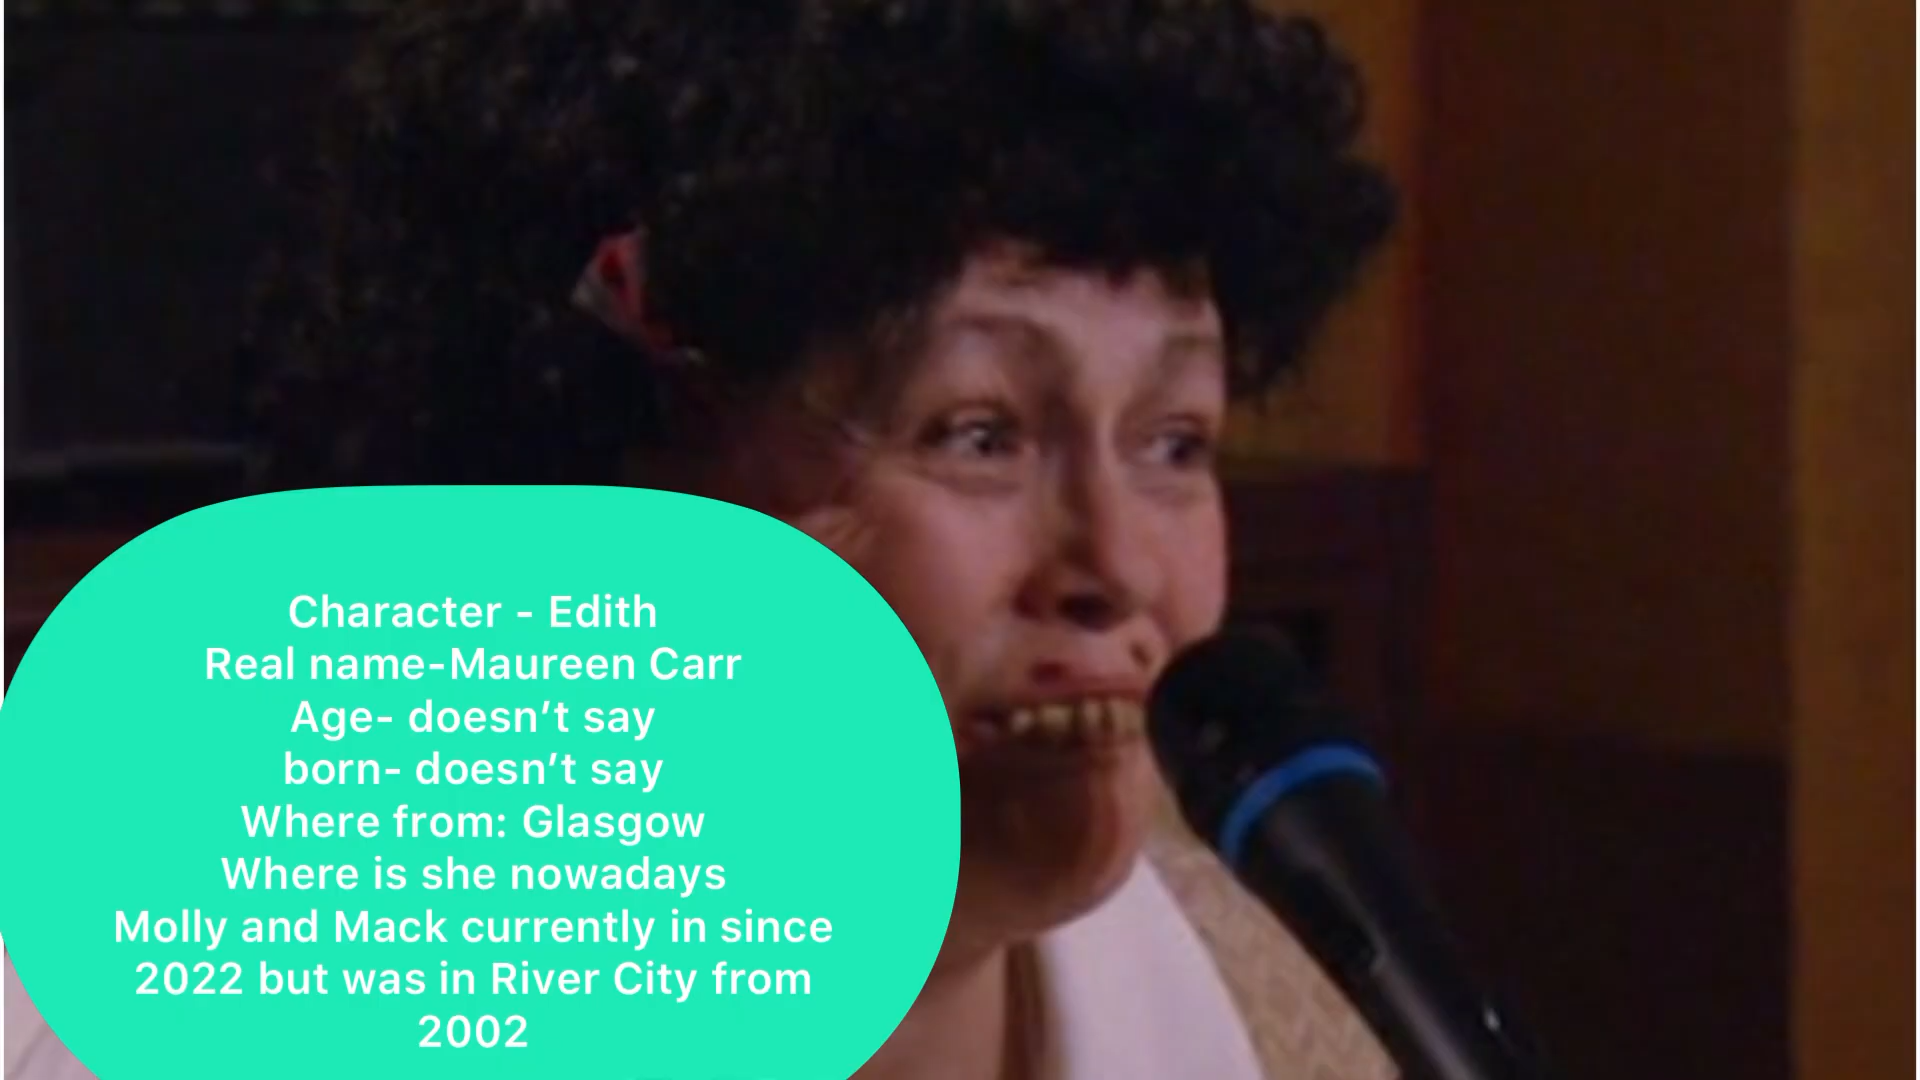 Character - Edith
Real name-Maureen Carr
Age- doesn’t say
born- doesn’t say
Where from: Glasgow
Where is she nowadays
Molly and Mack currently in since
2022 but was in River City from
2002